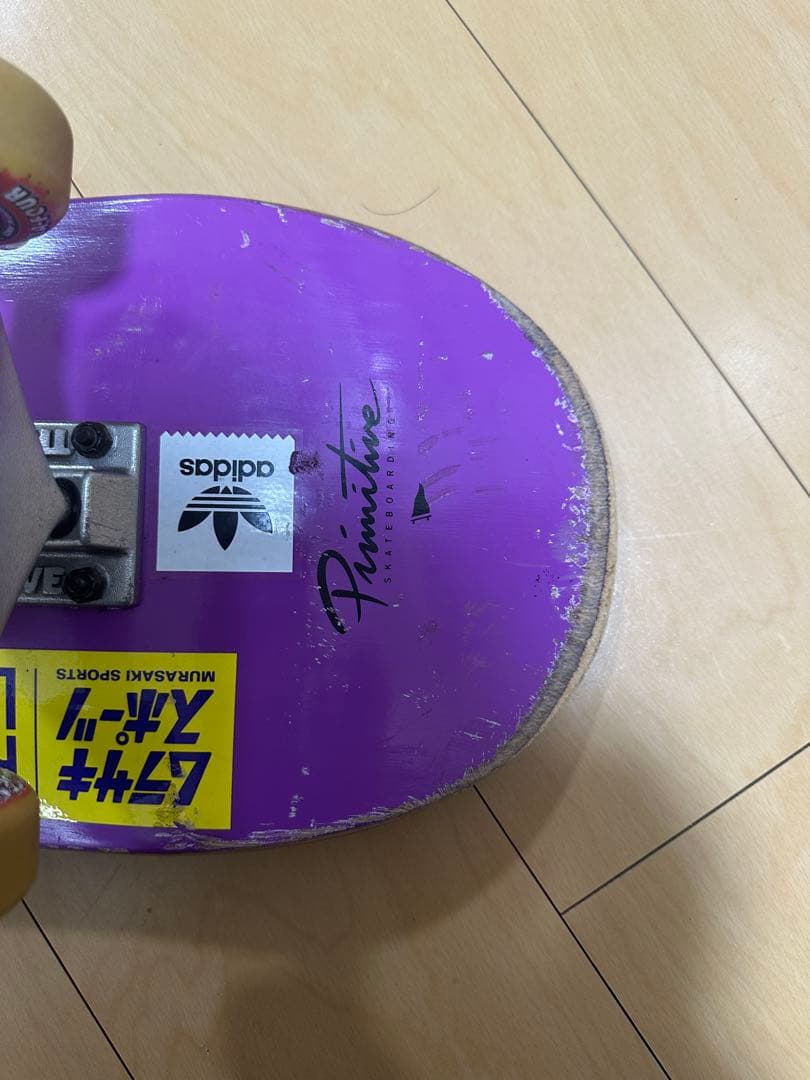 Primitive
SKATEBOARDING
adidas
ムラサキ
スポーツ
MURASAKI SPORTS